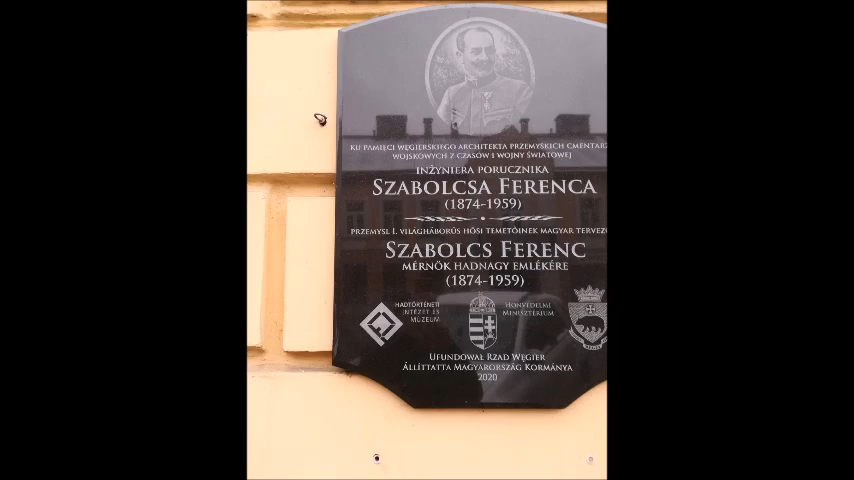 KU PAMIĘCI WĘGIERSKIEGO ARCHITEKTA PRZEMYSKICH CMENTARZ
WOJSKOWYCH Z CZASÓW I WOJNY ŚWIATOWEJ
INŻYNIERA PORUCZNIKA
SZABOLCSA FERENCA
(1874-1959)
PRZEMYSL I. VILÁGHÁBORÚS HŐSI TEMETŐINEK MAGYAR TERVEZŐ
SZABOLCS FERENC
MÉRNÖK HADNAGY EMLÉKÉRE
(1874-1959)
HADTÖRTÉNETI
INTÉZET ÉS
MÚZEUM
HONVÉDELMI
MINISZTÉRIUM
UFUNDOWAŁ RZĄD WĘGIER
ÁLLÍTTATTA MAGYARORSZÁG KORMÁNYA
2020